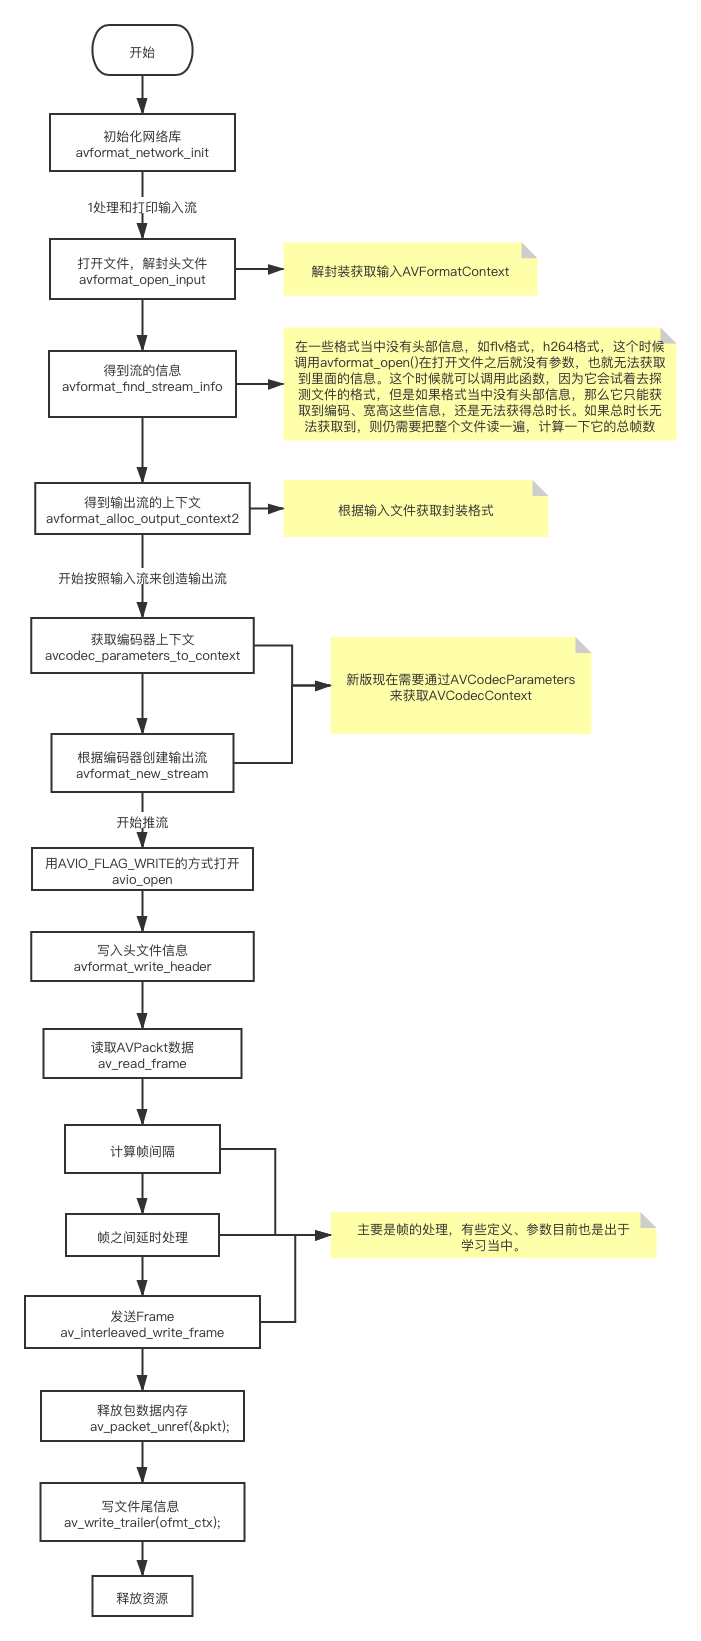 开始
初始化网络库
avformat_network_init
1处理和打印输入流
打开文件，解封头文件
avformat_open_input
解封装获取输入AVFormatContext
得到流的信息
avformat_find_stream_info
在一些格式当中没有头部信息，如flv格式，h264格式，这个时候
调用avformat_open()在打开文件之后就没有参数，也就无法获取
到里面的信息。这个时候就可以调用此函数，因为它会试着去探
测文件的格式，但是如果格式当中没有头部信息，那么它只能获
取到编码、宽高这些信息，还是无法获得总时长。如果总时长无
法获取到，则仍需要把整个文件读一遍，计算一下它的总帧数
得到输出流的上下文
avformat_alloc_output_context2
根据输入文件获取封装格式
开始按照输入流来创造输出流
获取编码器上下文
avcodec_parameters_to_context
新版现在需要通过AVCodecParameters
来获取AVCodecContext
根据编码器创建输出流
avformat_new_stream
开始推流
用AVIO_FLAG_WRITE的方式打开
avio_open
写入头文件信息
avformat_write_header
读取AVPackt数据
av_read_frame
计算帧间隔
帧之间延时处理
主要是帧的处理，有些定义、参数目前也是出于
学习当中。
发送Frame
av_interleaved_write_frame
释放包数据内存
av_packet_unref(&pkt);
写文件尾信息
av_write_trailer(ofmt_ctx);
释放资源